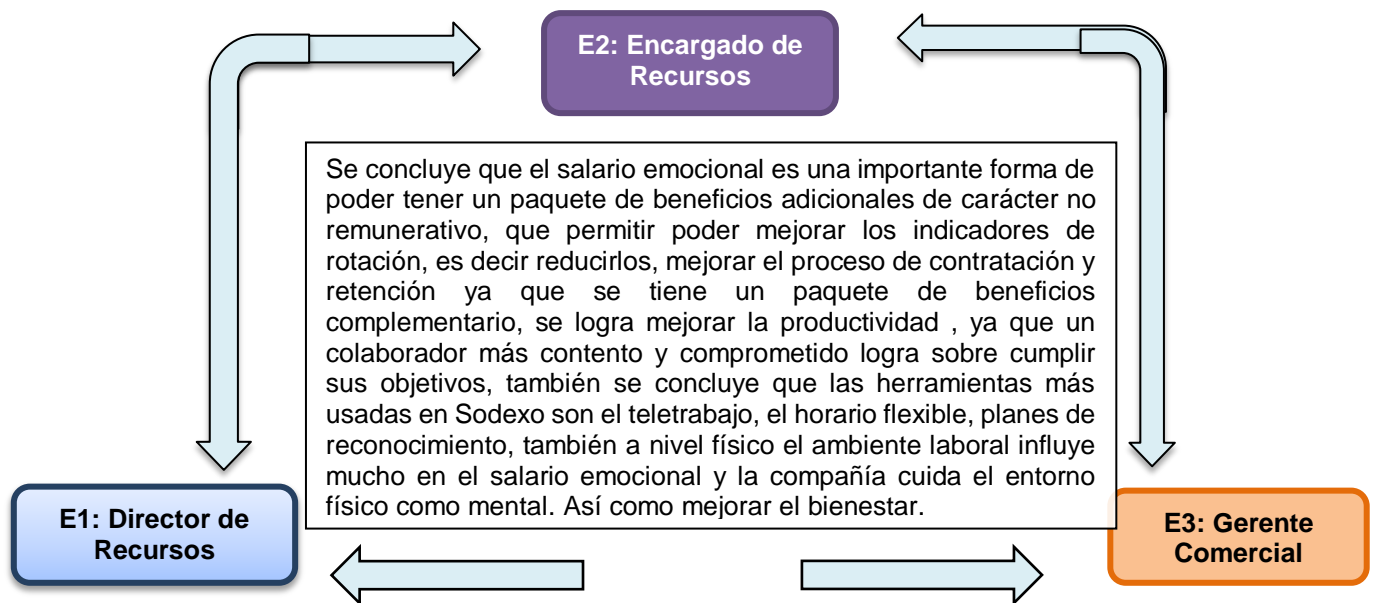 E2: Encargado de
Recursos
Se concluye que el salario emocional es una importante forma de
poder tener un paquete de beneficios adicionales de carácter no
remunerativo, que permitir poder mejorar los indicadores de
rotación, es decir reducirlos, mejorar el proceso de contratación y
retención ya que se tiene un paquete de beneficios
complementario, se logra mejorar la productividad , ya que un
colaborador más contento y comprometido logra sobre cumplir
sus objetivos, también se concluye que las herramientas más
usadas en Sodexo son el teletrabajo, el horario flexible, planes de
reconocimiento, también a nivel físico el ambiente laboral influye
mucho en el salario emocional y la compañía cuida el entorno
físico como mental. Así como mejorar el bienestar.
E1: Director de
Recursos
E3: Gerente
Comercial